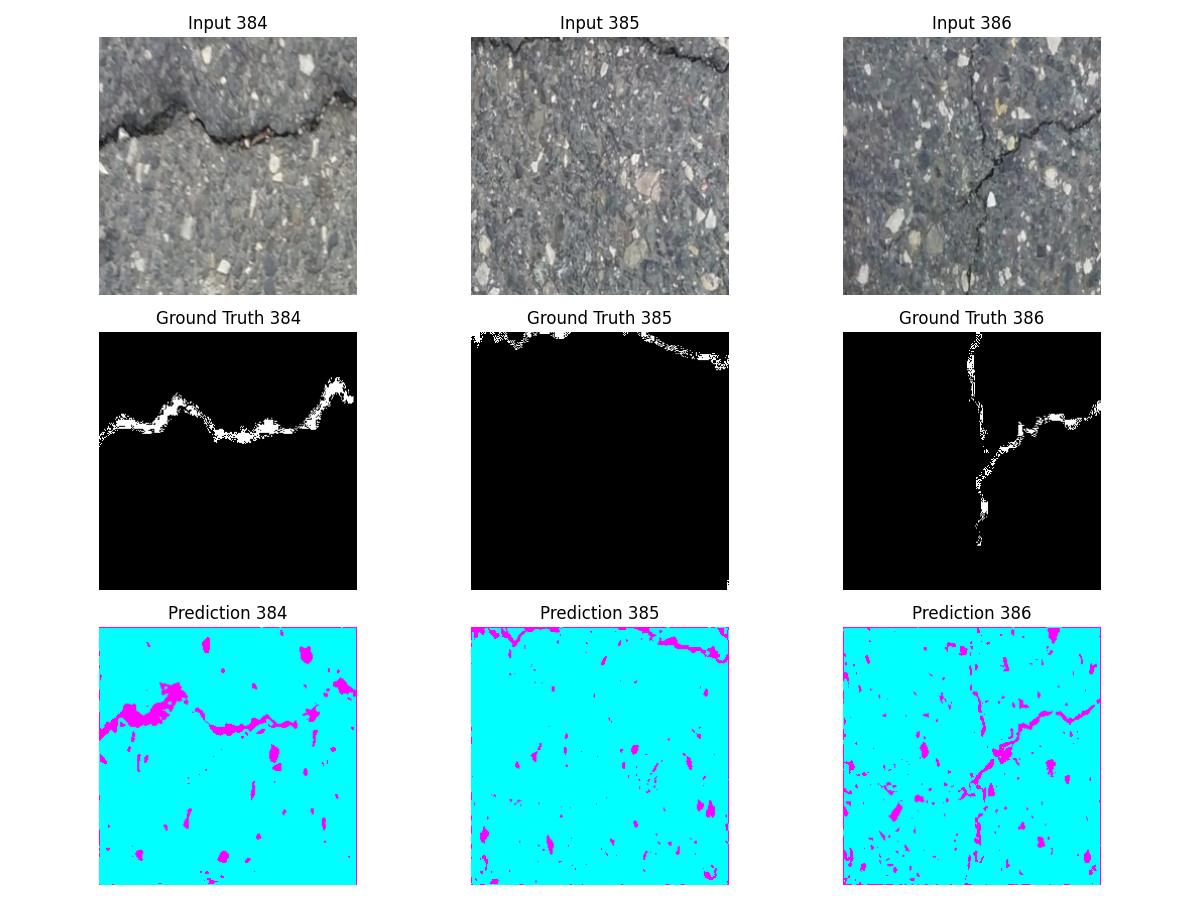 Input 384
Input 385
Input 386
Ground Truth 384
Ground Truth 385
Ground Truth 386
Prediction 384
Prediction 385
Prediction 386